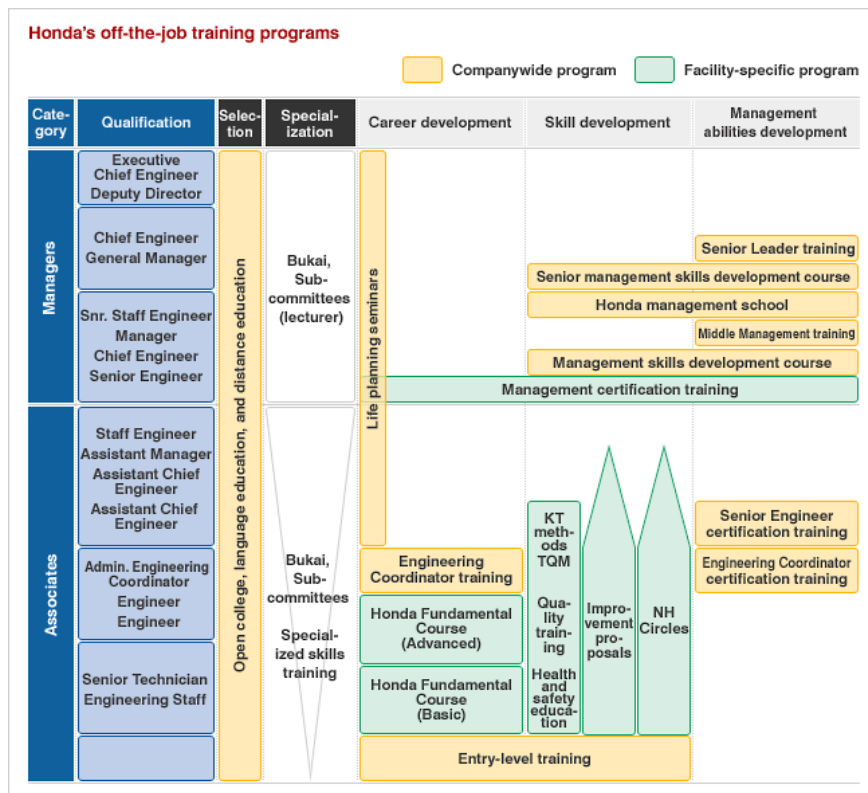 Honda's off-the-job training programs
Companywide program
Facility-specific program
Cate-
gory
Qualification
Selec-
tion
Special-
ization
Career development
Skill development
Management
abilities development
Managers
Executive
Chief Engineer
Deputy Director
Chief Engineer
General Manager
Snr. Staff Engineer
Manager
Chief Engineer
Senior Engineer
Open college, language education, and distance education
Bukai,
Sub-
committees
(lecturer)
Life planning seminars
Senior Leader training
Senior management skills development course
Honda management school
Middle Management training
Management skills development course
Management certification training
Associates
Staff Engineer
Assistant Manager
Assistant Chief
Engineer
Assistant Chief
Engineer
Admin. Engineering
Coordinator
Engineer
Engineer
Senior Technician
Engineering Staff
Bukai,
Sub-
committees
Special-
ized skills
training
Engineering
Coordinator training
Honda Fundamental
Course
(Advanced)
Honda Fundamental
Course
(Basic)
KT
meth-
ods
TQM
Qua-
lity
train-
ing
Health
and
safety
educa-
tion
Improve-
ment
pro-
posals
NH
Circles
Senior Engineer
certification training
Engineering Coordinator
certification training
Entry-level training